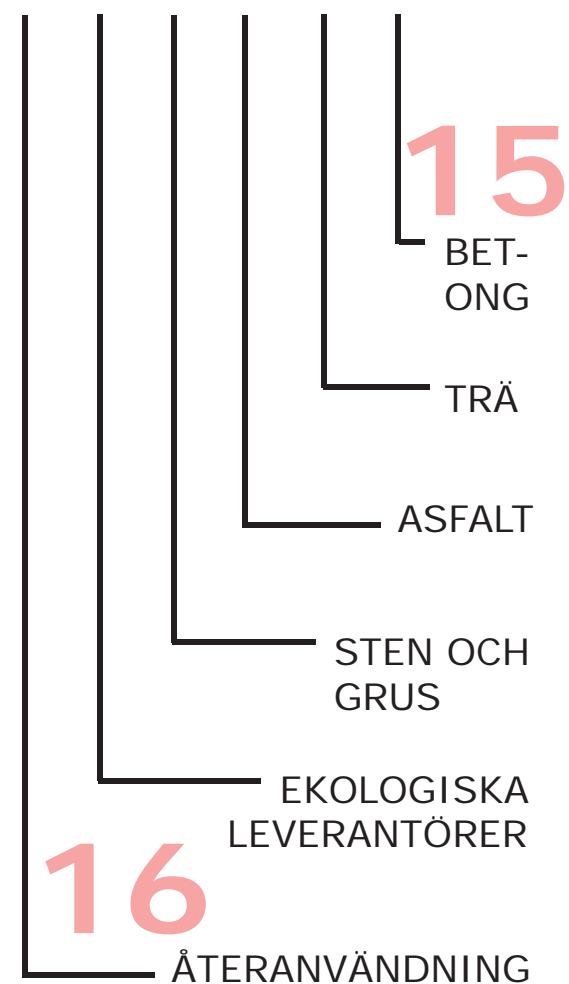 15
BET-
ONG
TRÄ
ASFALT
STEN OCH
GRUS
EKOLOGISKA
LEVERANTÖRER
16
ÅTERANVÄNDNING